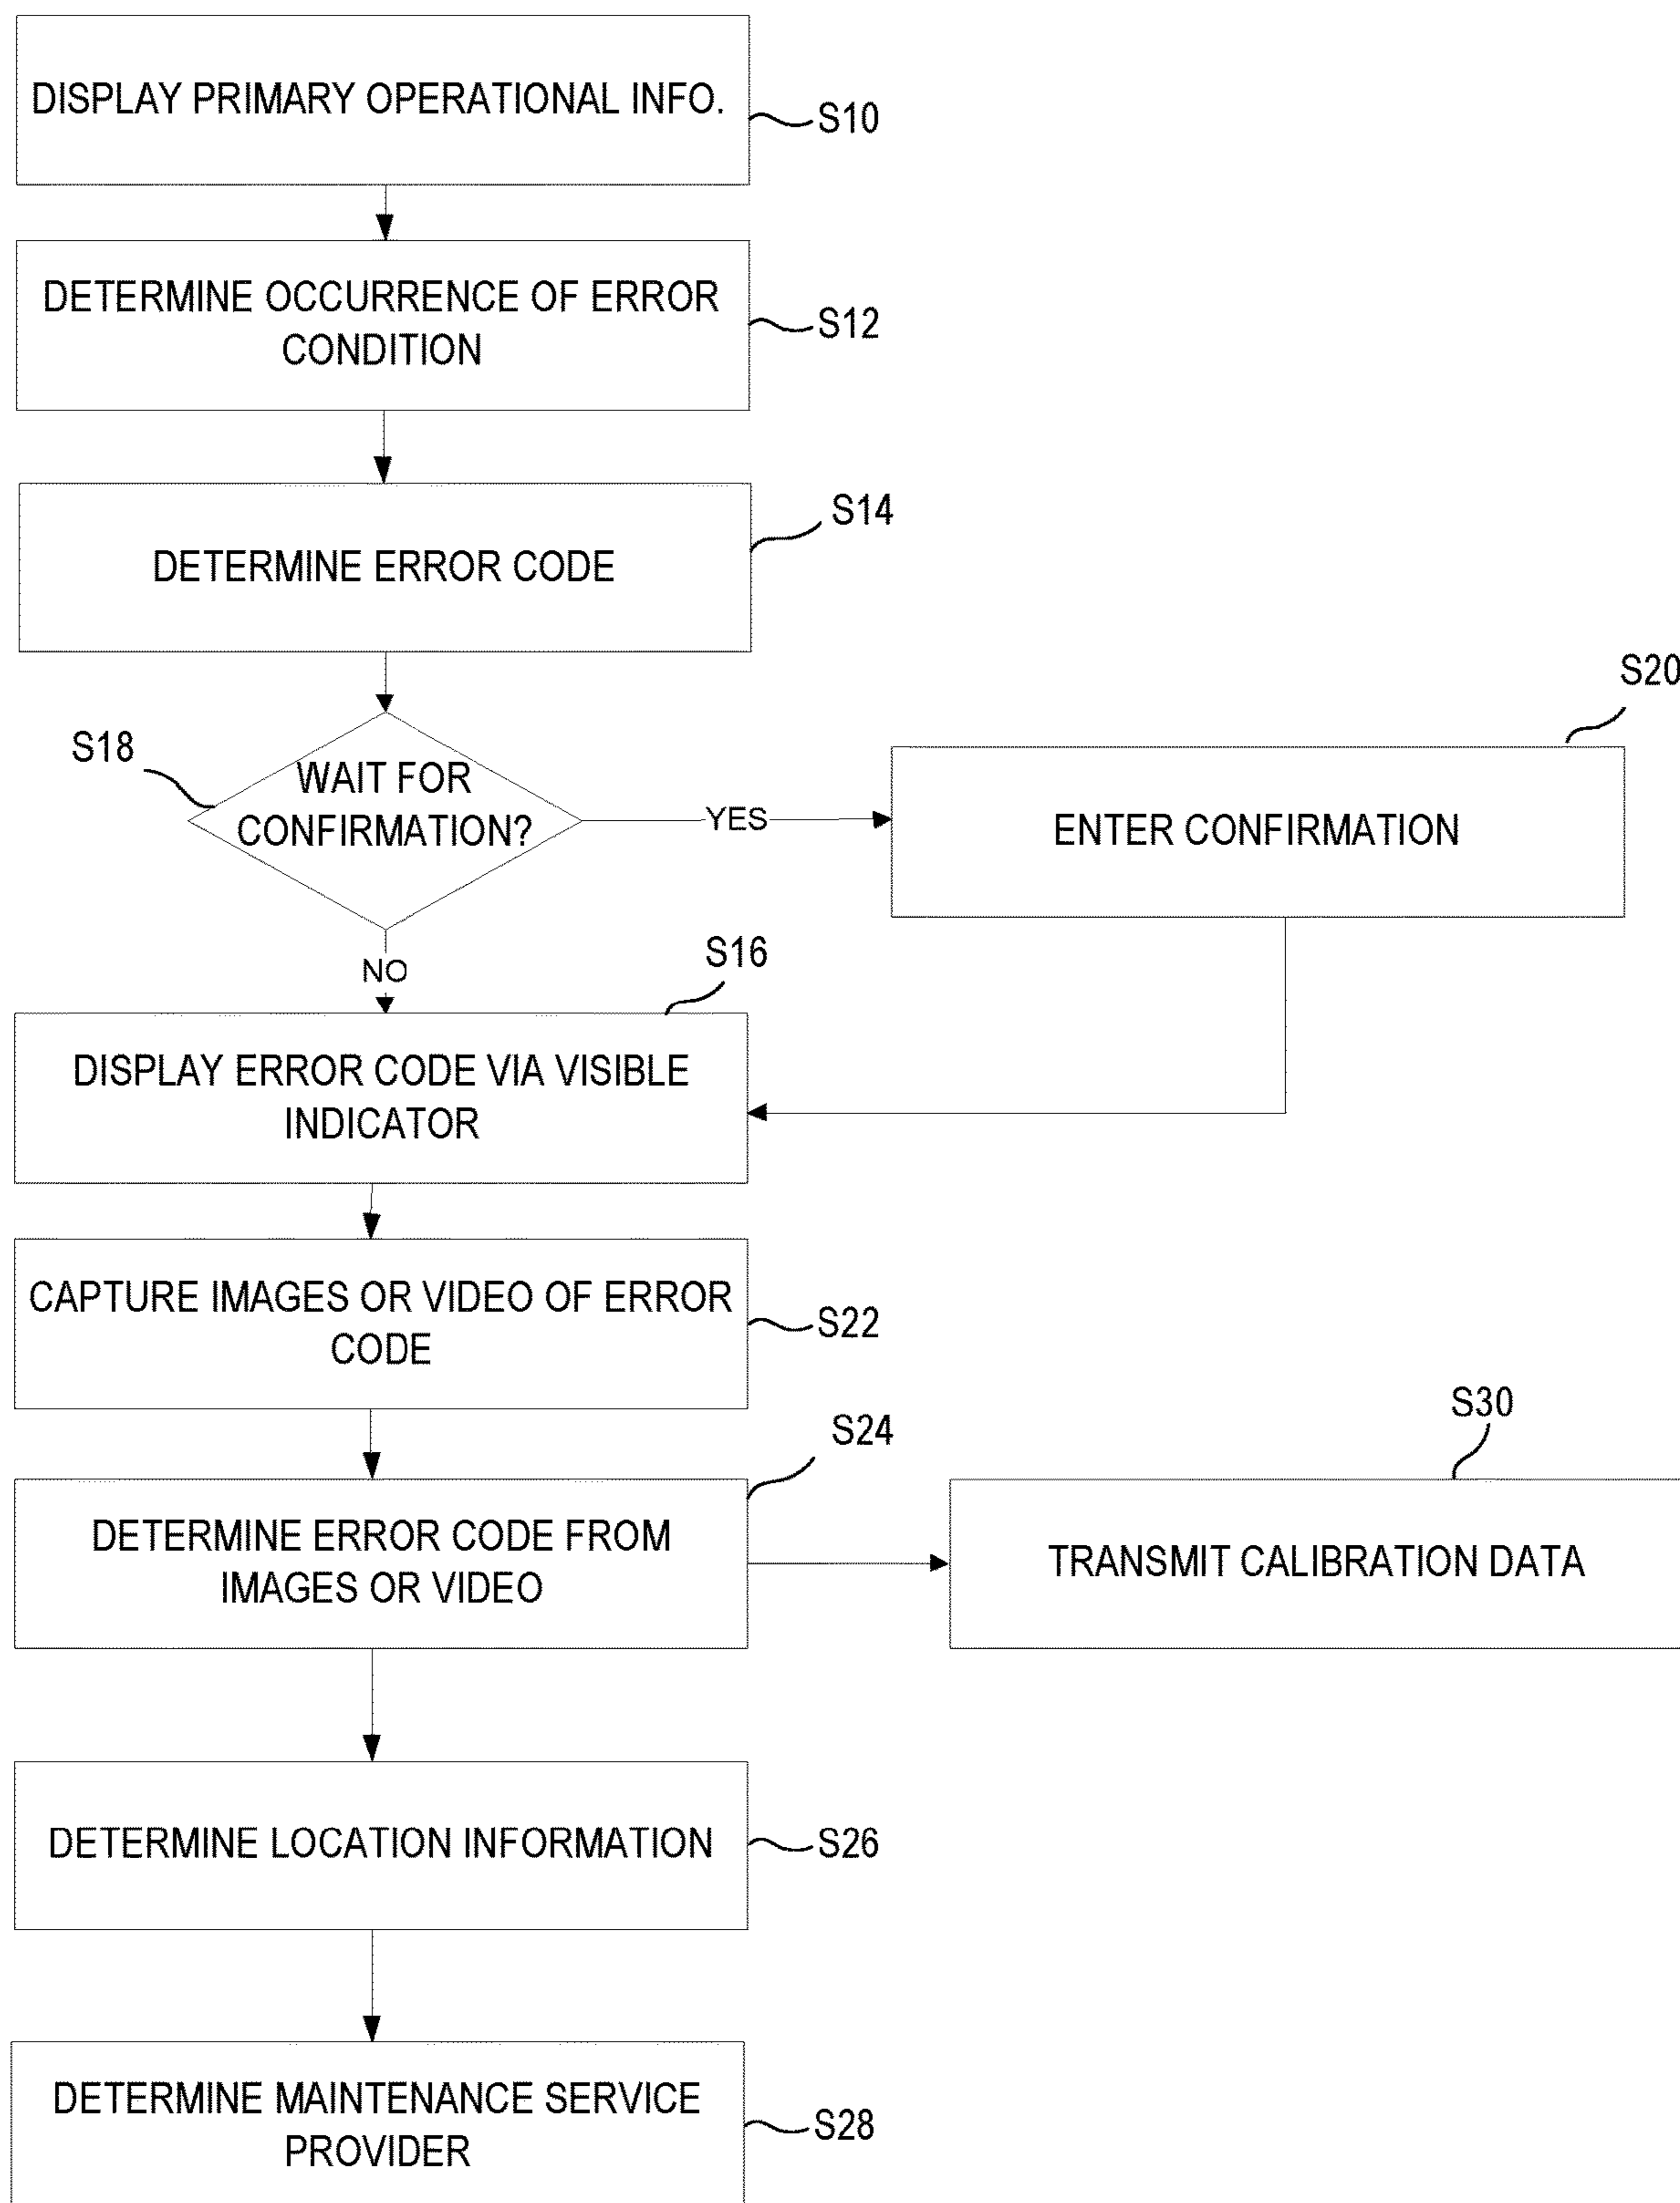 DISPLAY PRIMARY OPERATIONAL INFO.
S10
DETERMINE OCCURRENCE OF ERROR
CONDITION
S12
DETERMINE ERROR CODE
S14
S18
WAIT FOR
CONFIRMATION?
YES
S20
ENTER CONFIRMATION
NO
S16
DISPLAY ERROR CODE VIA VISIBLE
INDICATOR
CAPTURE IMAGES OR VIDEO OF ERROR
CODE
S22
S24
DETERMINE ERROR CODE FROM
IMAGES OR VIDEO
S30
TRANSMIT CALIBRATION DATA
DETERMINE LOCATION INFORMATION
S26
DETERMINE MAINTENANCE SERVICE
PROVIDER
S28